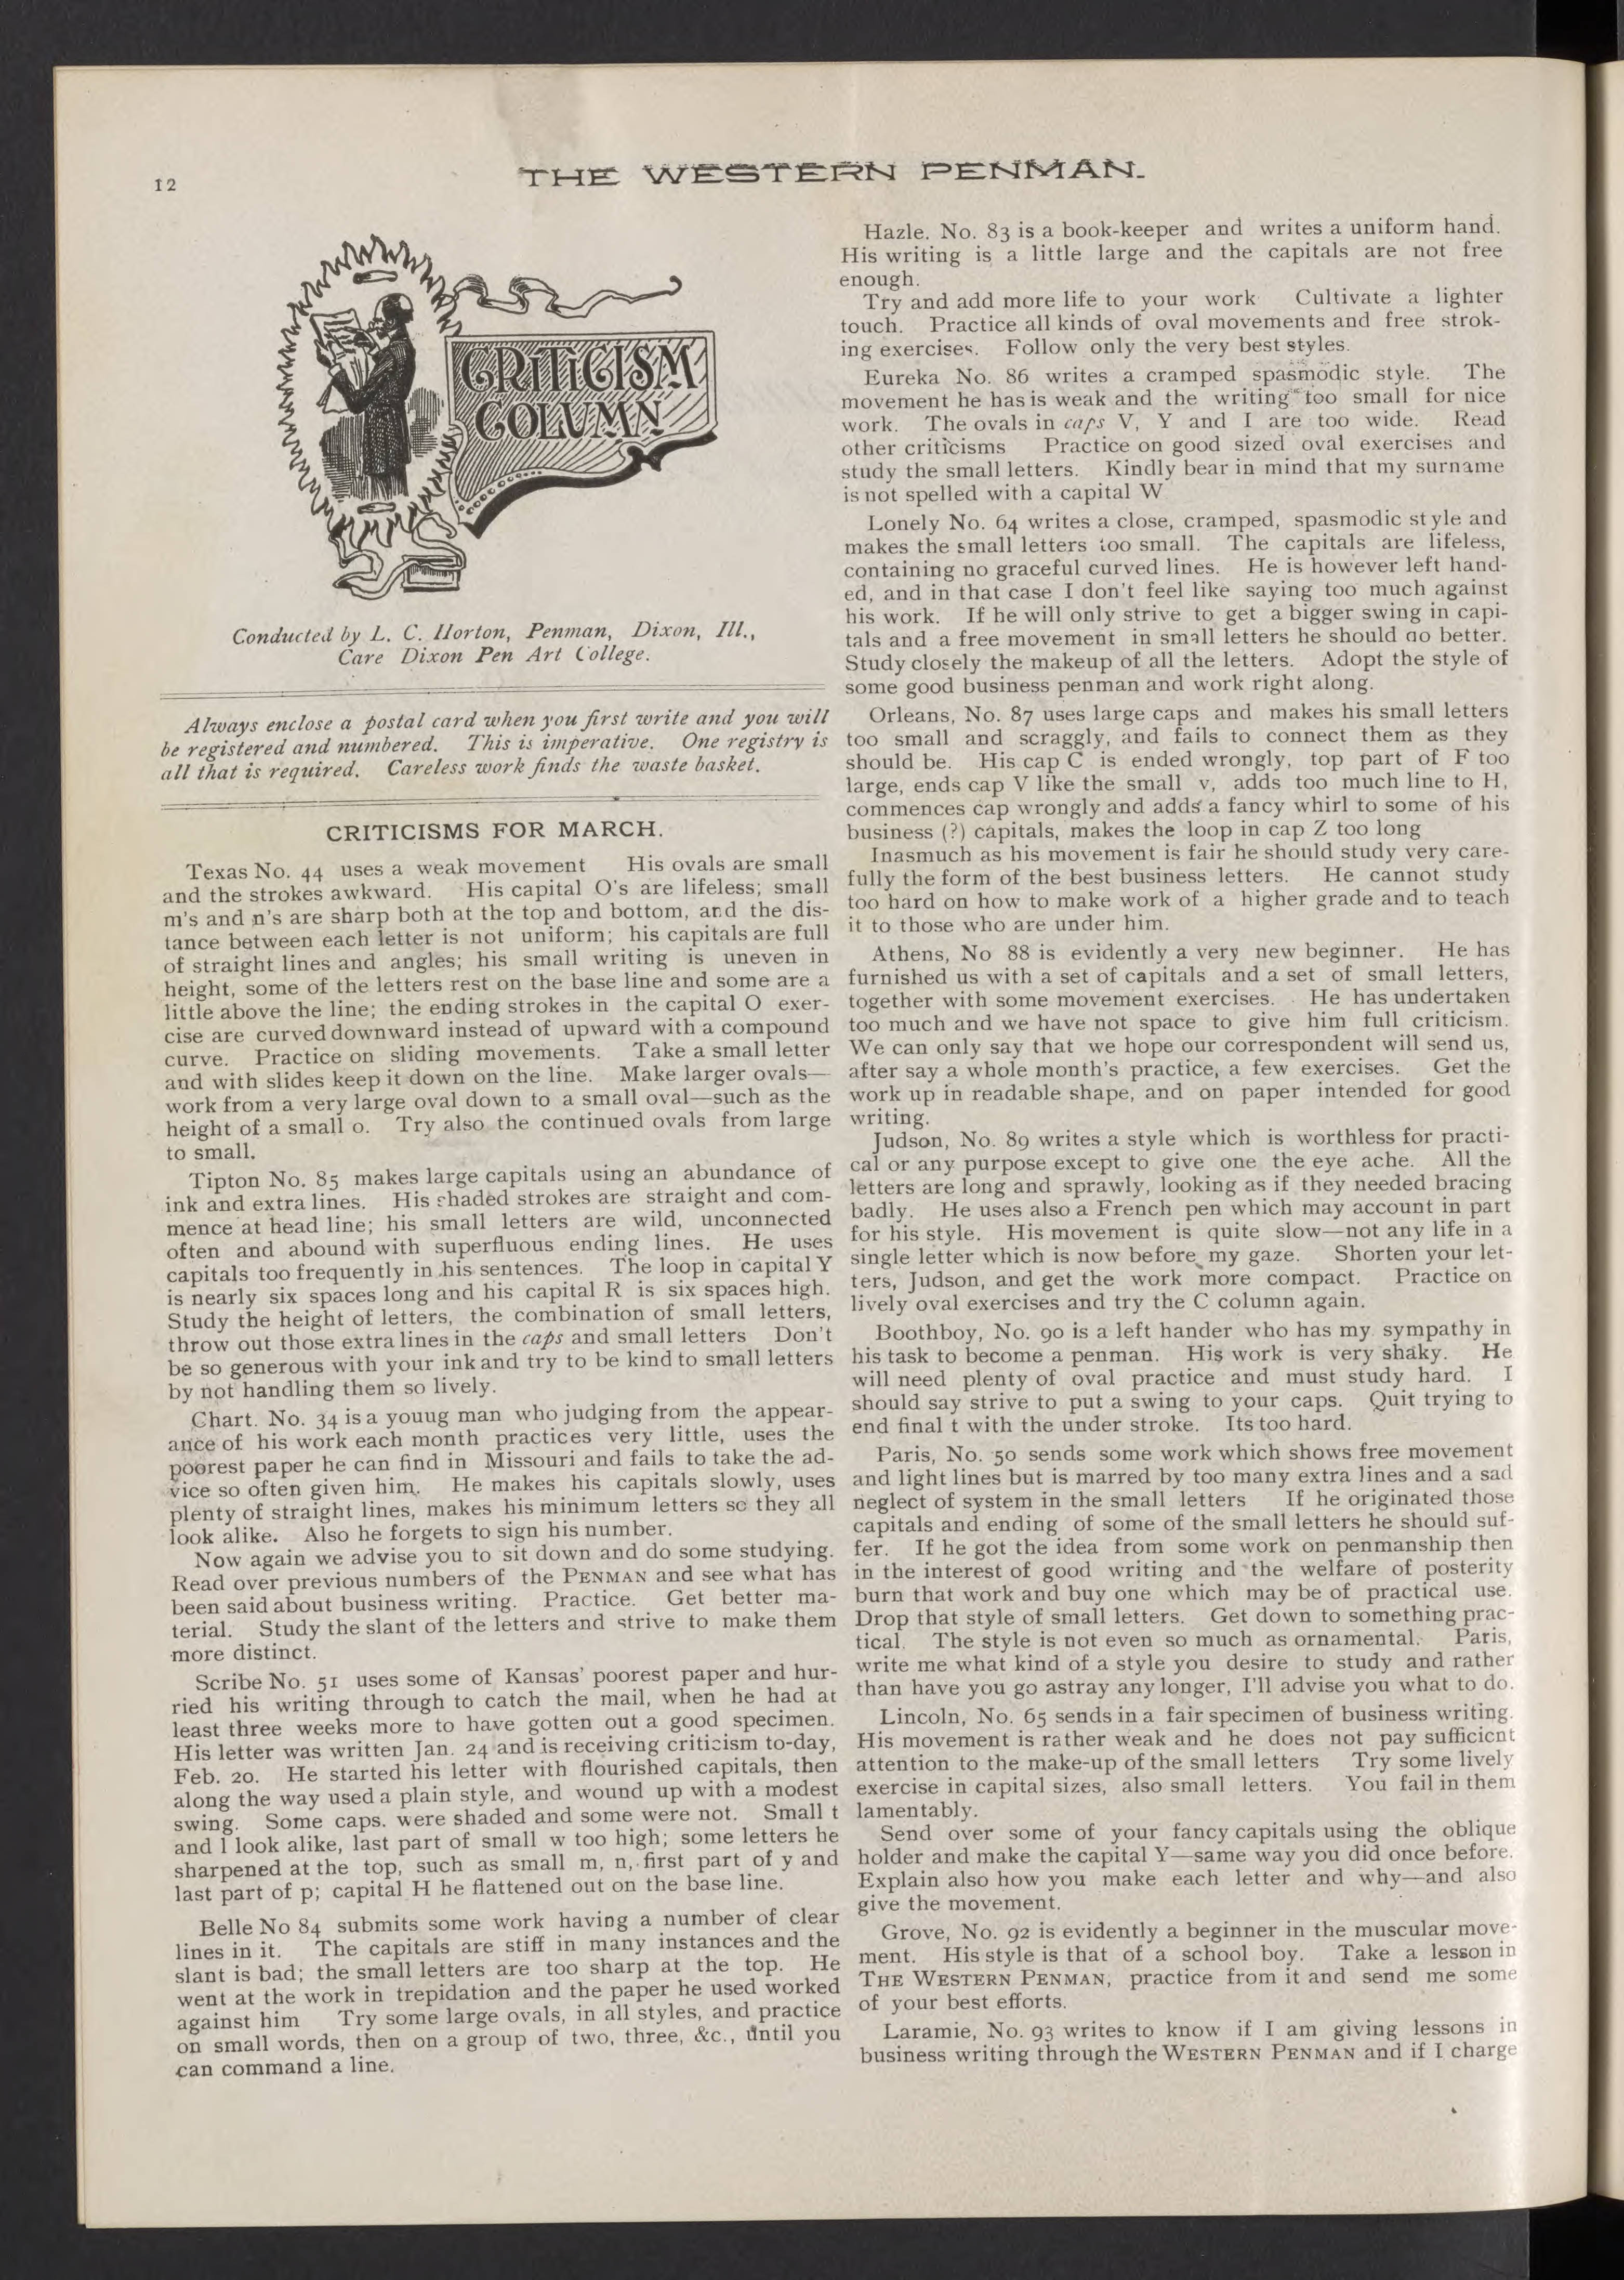 12
THE WESTERN PENMAN.
CRITICISM
COLUMN
Conducted by L. C. Horton, Penman, Dixon, Ill.,
Care Dixon Pen Art College.
Always enclose a postal card when you first write and you will
be registered and numbered. This is imperative. One registry is
all that is required. Careless work finds the waste basket.
CRITICISMS FOR MARCH.
Texas No. 44 uses a weak movement His ovals are small
and the strokes awkward. His capital O's are lifeless; small
m's and n's are sharp both at the top and bottom, and the dis-
tance between each letter is not uniform; his capitals are full
of straight lines and angles; his small writing is uneven in
height, some of the letters rest on the base line and some are a
little above the line; the ending strokes in the capital O exer-
cise are curved downward instead of upward with a compound
curve. Practice on sliding movements. Take a small letter
and with slides keep it down on the line. Make larger ovals—
work from a very large oval down to a small oval—such as the
height of a small o. Try also the continued ovals from large
to small.
Tipton No. 85 makes large capitals using an abundance of
ink and extra lines. His shaded strokes are straight and com-
mence at head line; his small letters are wild, unconnected
often and abound with superfluous ending lines. He uses
capitals too frequently in his sentences. The loop in capital Y
is nearly six spaces long and his capital R is six spaces high.
Study the height of letters, the combination of small letters,
throw out those extra lines in the caps and small letters Don't
be so generous with your ink and try to be kind to small letters
by not handling them so lively.
Chart. No. 34 is a youug man who judging from the appear-
ance of his work each month practices very little, uses the
poorest paper he can find in Missouri and fails to take the ad-
vice so often given him. He makes his capitals slowly, uses
plenty of straight lines, makes his minimum letters so they all
look alike. Also he forgets to sign his number.
Now again we advise you to sit down and do some studying.
Read over previous numbers of the PENMAN and see what has
been said about business writing. Practice. Get better ma-
terial. Study the slant of the letters and strive to make them
more distinct.
Scribe No. 51 uses some of Kansas' poorest paper and hur-
ried his writing through to catch the mail, when he had at
least three weeks more to have gotten out a good specimen.
His letter was written Jan. 24 and is receiving criticism to-day,
Feb. 20. He started his letter with flourished capitals, then
along the way used a plain style, and wound up with a modest
swing. Some caps. were shaded and some were not. Small t
and l look alike, last part of small w too high; some letters he
sharpened at the top, such as small m, n, first part of y and
last part of p; capital H he flattened out on the base line.
Belle No 84 submits some work having a number of clear
lines in it. The capitals are stiff in many instances and the
slant is bad; the small letters are too sharp at the top. He
went at the work in trepidation and the paper he used worked
against him Try some large ovals, in all styles, and practice
on small words, then on a group of two, three, &c., until you
can command a line.
Hazle. No. 83 is a book-keeper and writes a uniform hand.
His writing is a little large and the capitals are not free
enough.
Try and add more life to your work Cultivate a lighter
touch. Practice all kinds of oval movements and free strok-
ing exercises. Follow only the very best styles.
Eureka No. 86 writes a cramped spasmodic style. The
movement he has is weak and the writing too small for nice
work. The ovals in caps V, Y and I are too wide. Read
other criticisms Practice on good sized oval exercises and
study the small letters. Kindly bear in mind that my surname
is not spelled with a capital W
Lonely No. 64 writes a close, cramped, spasmodic style and
makes the small letters too small. The capitals are lifeless,
containing no graceful curved lines. He is however left hand-
ed, and in that case I don't feel like saying too much against
his work. If he will only strive to get a bigger swing in capi-
tals and a free movement in small letters he should do better.
Study closely the makeup of all the letters. Adopt the style of
some good business penman and work right along.
Orleans, No. 87 uses large caps and makes his small letters
too small and scraggly, and fails to connect them as they
should be. His cap C is ended wrongly, top part of F too
large, ends cap V like the small v, adds too much line to H,
commences cap wrongly and adds a fancy whirl to some of his
business (?) capitals, makes the loop in cap Z too long
Inasmuch as his movement is fair he should study very care-
fully the form of the best business letters. He cannot study
too hard on how to make work of a higher grade and to teach
it to those who are under him.
Athens, No 88 is evidently a very new beginner. He has
furnished us with a set of capitals and a set of small letters,
together with some movement exercises. He has undertaken
too much and we have not space to give him full criticism.
We can only say that we hope our correspondent will send us,
after say a whole month's practice, a few exercises. Get the
work up in readable shape, and on paper intended for good
writing.
Judson, No. 89 writes a style which is worthless for practi-
cal or any purpose except to give one the eye ache. All the
letters are long and sprawly, looking as if they needed bracing
badly. He uses also a French pen which may account in part
for his style. His movement is quite slow—not any life in a
single letter which is now before my gaze. Shorten your let-
ters, Judson, and get the work more compact. Practice on
lively oval exercises and try the C column again.
Boothboy, No. 90 is a left hander who has my sympathy in
his task to become a penman. His work is very shaky. He
will need plenty of oval practice and must study hard. I
should say strive to put a swing to your caps. Quit trying to
end final t with the under stroke. Its too hard.
Paris, No. 50 sends some work which shows free movement
and light lines but is marred by too many extra lines and a sad
neglect of system in the small letters If he originated those
capitals and ending of some of the small letters he should suf-
fer. If he got the idea from some work on penmanship then
in the interest of good writing and the welfare of posterity
burn that work and buy one which may be of practical use.
Drop that style of small letters. Get down to something prac-
tical. The style is not even so much as ornamental. Paris,
write me what kind of a style you desire to study and rather
than have you go astray any longer, I'll advise you what to do.
Lincoln, No. 65 sends in a fair specimen of business writing.
His movement is rather weak and he does not pay sufficicnt
attention to the make-up of the small letters Try some lively
exercise in capital sizes, also small letters. You fail in them
lamentably.
Send over some of your fancy capitals using the oblique
holder and make the capital Y—same way you did once before.
Explain also how you make each letter and why—and also
give the movement.
Grove, No. 92 is evidently a beginner in the muscular move-
ment. His style is that of a school boy. Take a lesson in
THE WESTERN PENMAN, practice from it and send me some
of your best efforts.
Laramie, No. 93 writes to know if I am giving lessons in
business writing through the WESTERN PENMAN and if I charge